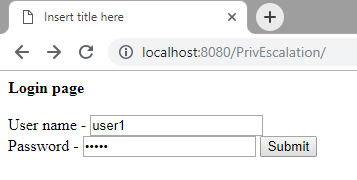 Insert title here
localhost:8080/PrivEscalation/
Login page
User name - user1
Password - ••••• Submit